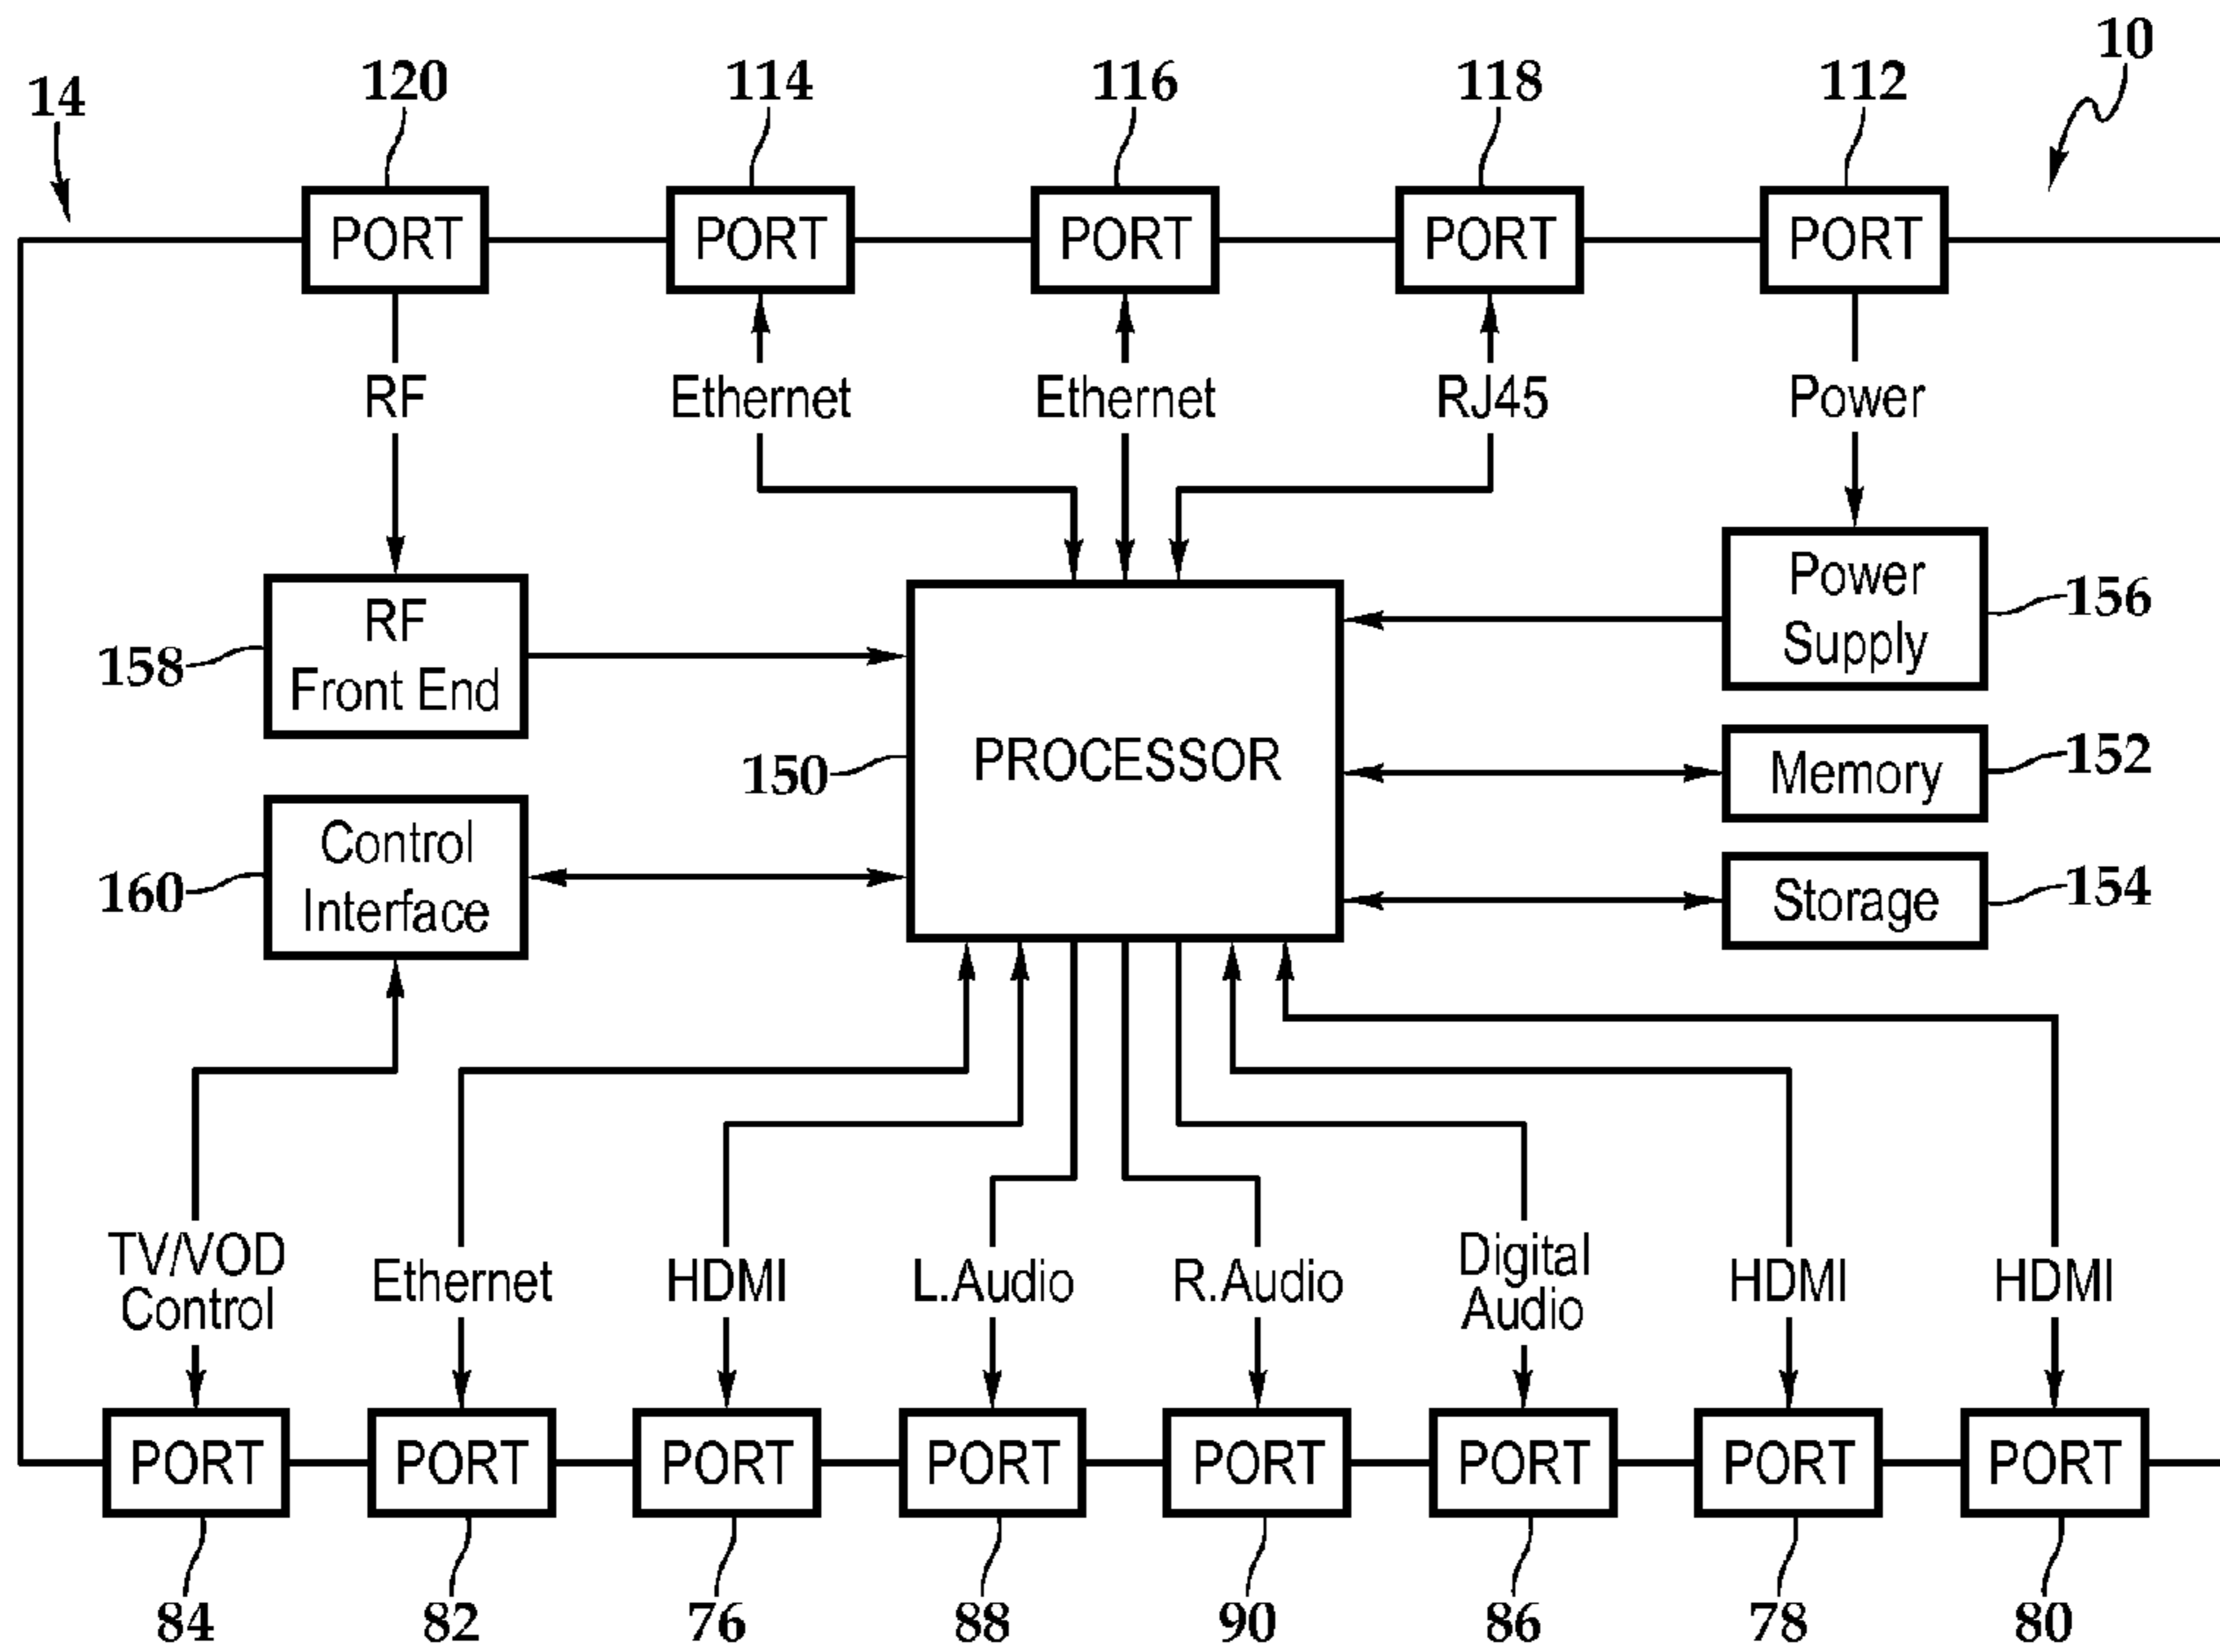 10
14
120
114
116
118
112
PORT
PORT
PORT
PORT
PORT
RF
Ethernet
Ethernet
RJ45
Power
RF
Front End
158
Power
Supply
156
PROCESSOR
150
Memory
152
Control
Interface
160
Storage
154
TV/VOD
Control
Ethernet
HDMI
L.Audio
R.Audio
Digital
Audio
HDMI
HDMI
PORT
PORT
PORT
PORT
PORT
PORT
PORT
PORT
84
82
76
88
90
86
78
80